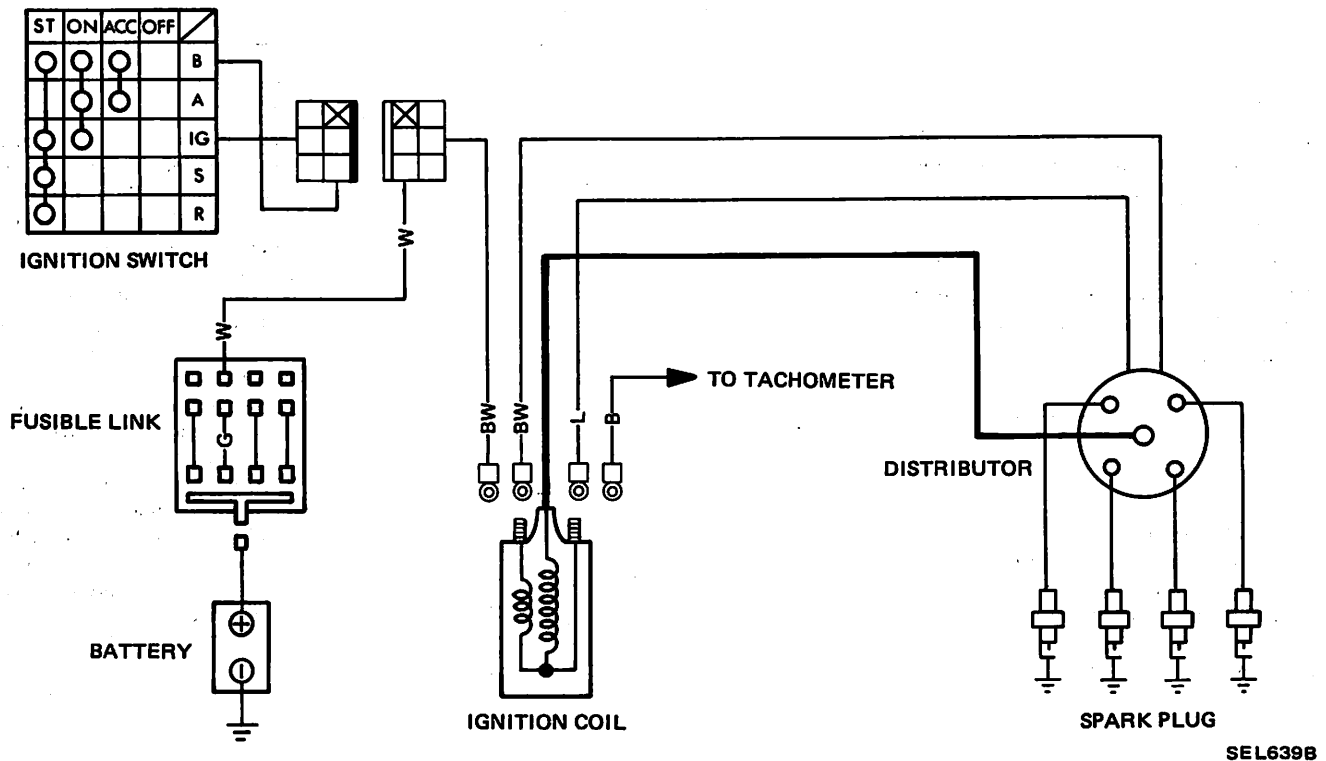 ST ON ACC OFF
B
A
IG
S
R
IGNITION SWITCH
W
W
BW
BW
L
B
TO TACHOMETER
FUSIBLE LINK
G
DISTRIBUTOR
BATTERY
IGNITION COIL
SPARK PLUG
SEL639B